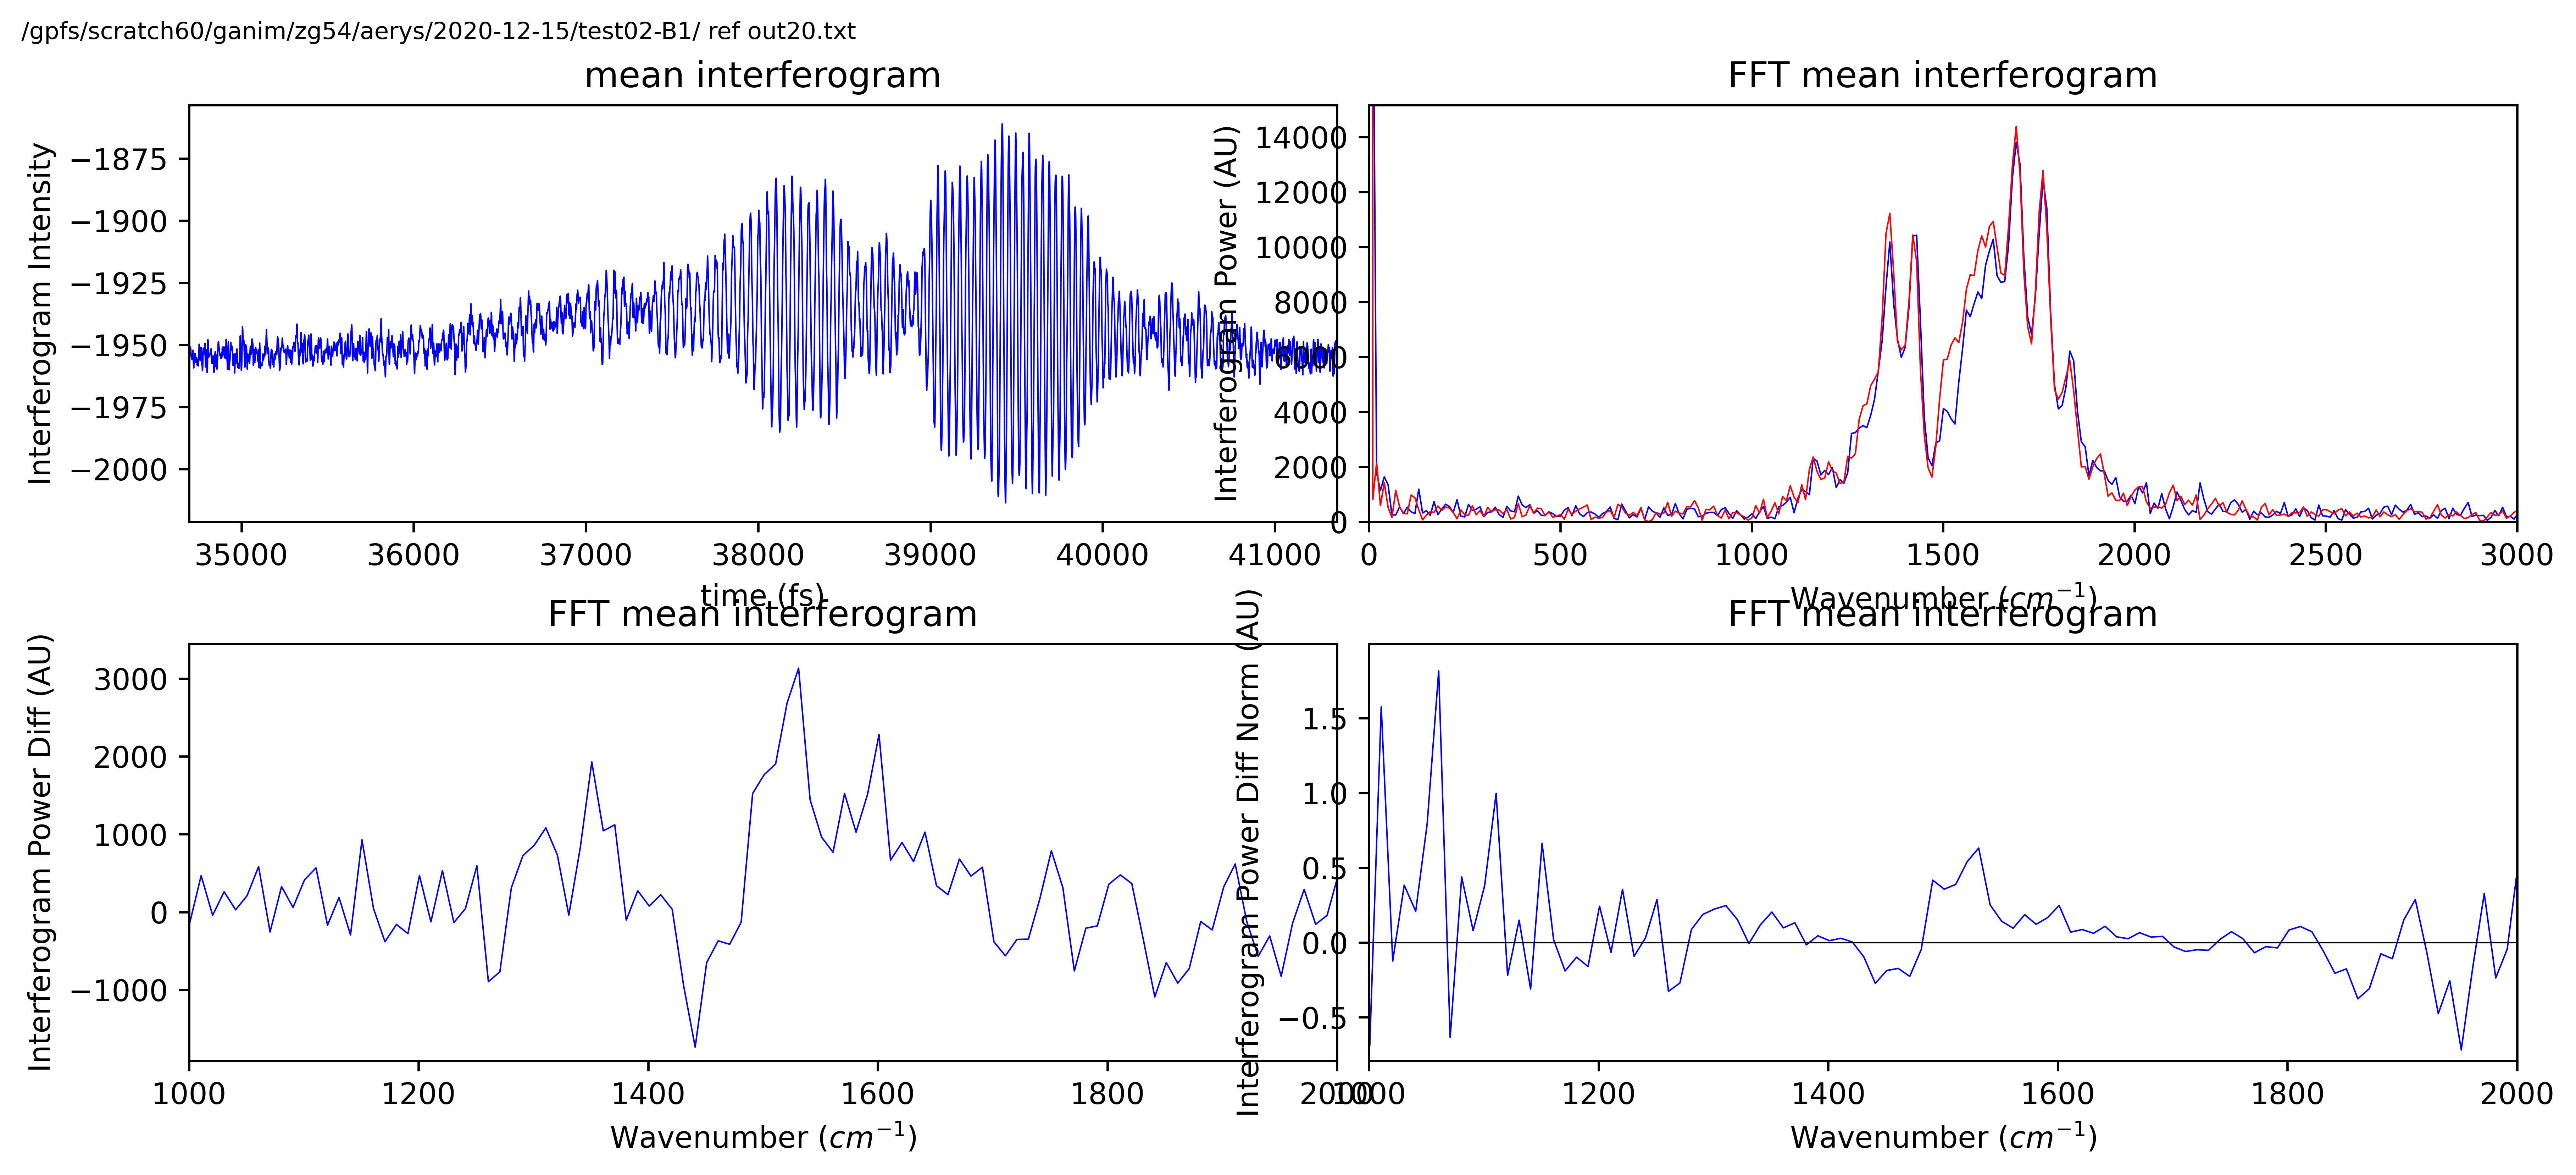 /gpfs/scratch60/ganim/zg54/aerys/2020-12-15/test02-B1/ ref out20.txt
mean interferogram
Interferogram Intensity
−1875
−1900
−1925
−1950
−1975
−2000
35000 36000 37000 38000 39000 40000 41000
time (fs)
FFT mean interferogram
Interferogram Power (AU)
14000
12000
10000
8000
6000
4000
2000
0
0 500 1000 1500 2000 2500 3000
Wavenumber (cm⁻¹)
FFT mean interferogram
Interferogram Power Diff (AU)
3000
2000
1000
0
−1000
1000 1200 1400 1600 1800 2000
Wavenumber (cm⁻¹)
FFT mean interferogram
Interferogram Power Diff Norm (AU)
1.5
1.0
0.5
0.0
−0.5
1000 1200 1400 1600 1800 2000
Wavenumber (cm⁻¹)